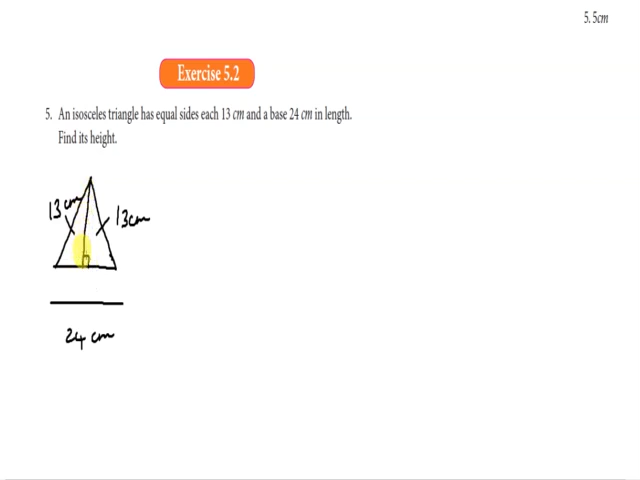 5. 5cm
Exercise 5.2
5. An isosceles triangle has equal sides each 13 cm and a base 24 cm in length.
Find its height.
13 cm
13cm
24 cm